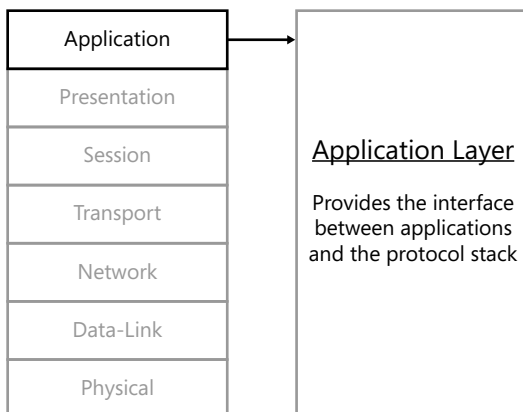 Application
Presentation
Session
Transport
Network
Data-Link
Physical
Application Layer
Provides the interface
between applications
and the protocol stack